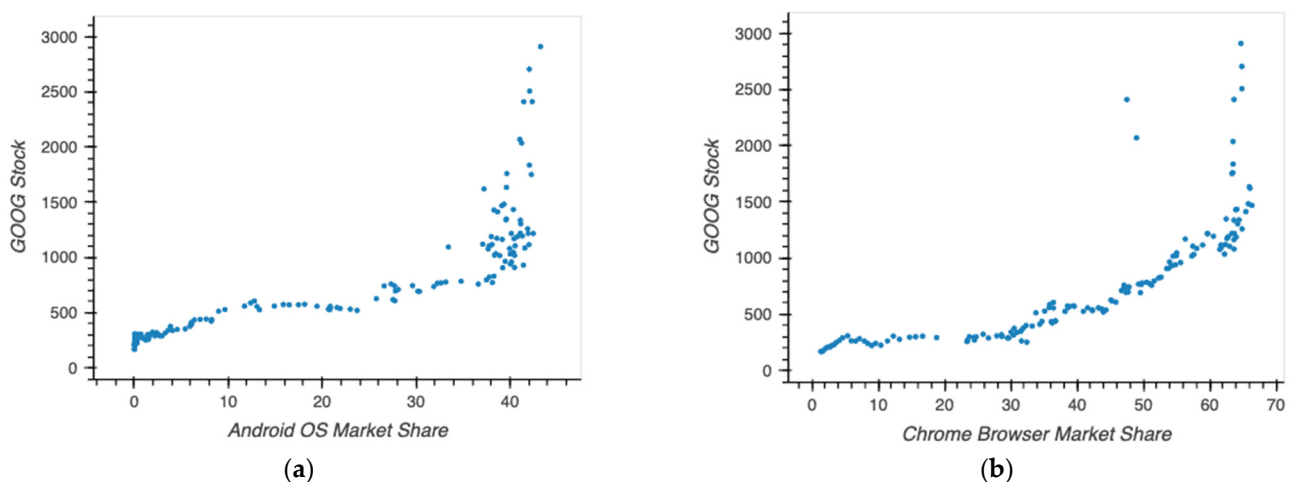 3000
2500
2000
1500
1000
500
0
GOOG Stock
0 10 20 30 40
Android OS Market Share
(a)
3000
2500
2000
1500
1000
500
0
GOOG Stock
0 10 20 30 40 50 60 70
Chrome Browser Market Share
(b)